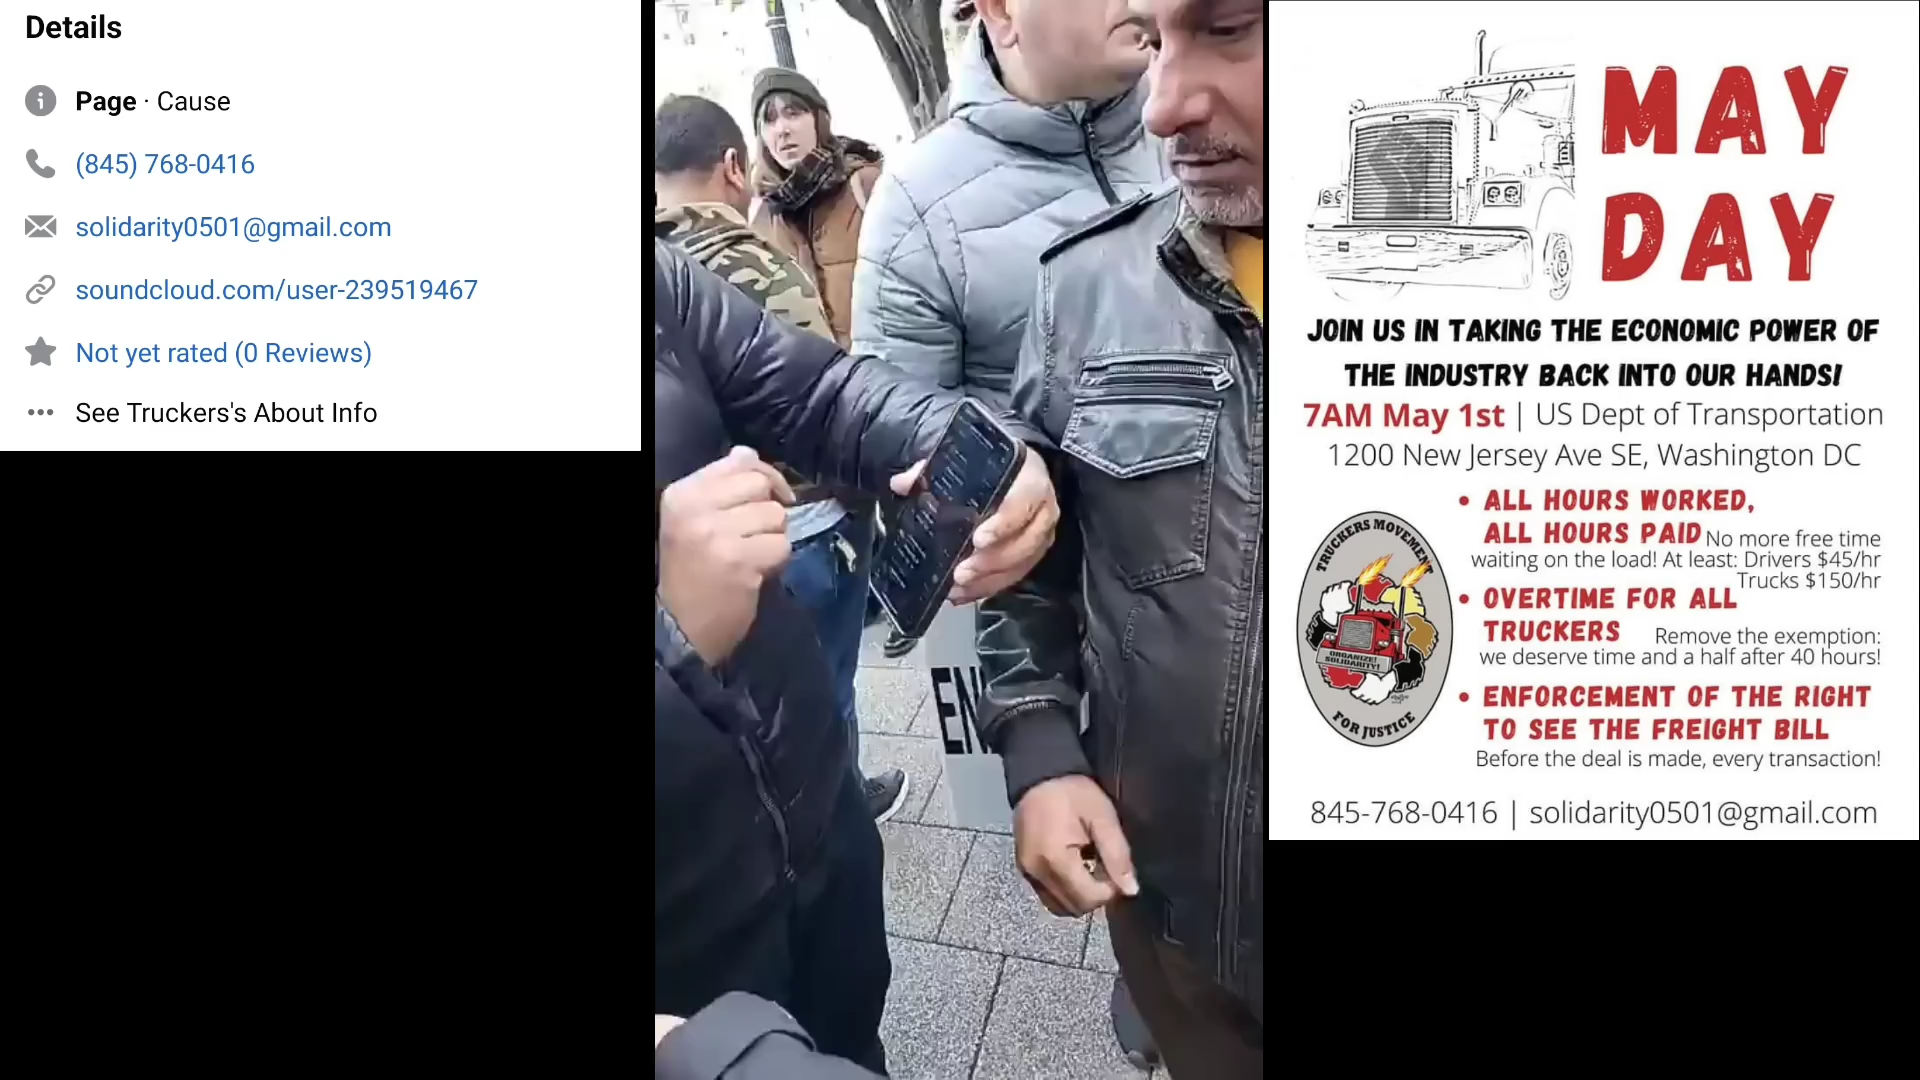 Details
Page · Cause
(845) 768-0416
solidarity0501@gmail.com
soundcloud.com/user-239519467
Not yet rated (0 Reviews)
See Truckers's About Info
EN
MAY
DAY
JOIN US IN TAKING THE ECONOMIC POWER OF
THE INDUSTRY BACK INTO OUR HANDS!
7AM May 1st | US Dept of Transportation
1200 New Jersey Ave SE, Washington DC
• ALL HOURS WORKED,
ALL HOURS PAID No more free time
waiting on the load! At least: Drivers $45/hr
Trucks $150/hr
• OVERTIME FOR ALL
TRUCKERS Remove the exemption:
we deserve time and a half after 40 hours!
• ENFORCEMENT OF THE RIGHT
TO SEE THE FREIGHT BILL
Before the deal is made, every transaction!
TRUCKERS MOVEMENT
ORGANIZE!
SOLIDARITY!
FOR JUSTICE
845-768-0416 | solidarity0501@gmail.com